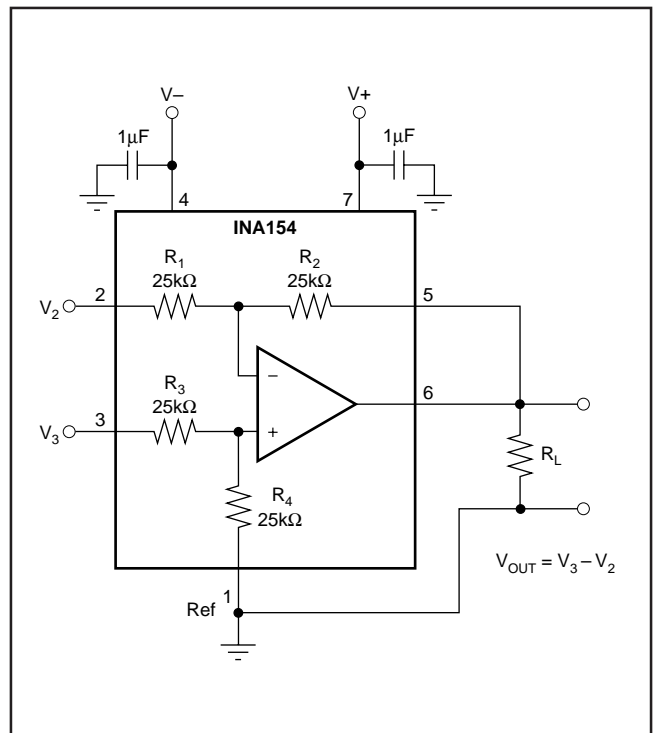 V–
V+
1μF
1μF
4
7
INA154
R1
25kΩ
R2
25kΩ
V2
2
5
–
R3
25kΩ
6
V3
3
+
RL
R4
25kΩ
VOUT = V3 – V2
Ref
1